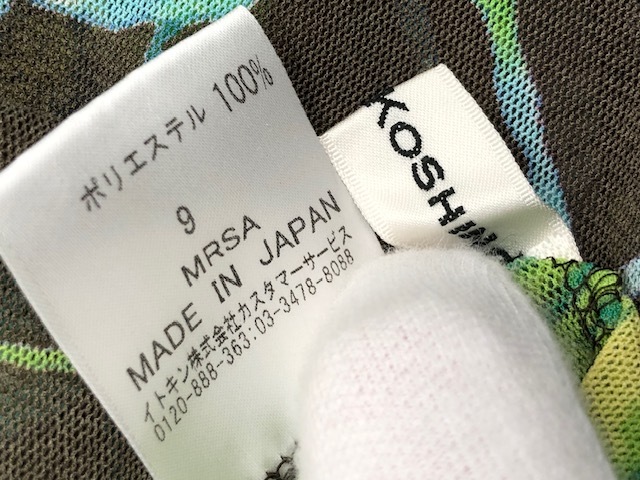 ポリエステル 100%
9
MRSA
MADE IN JAPAN
イトキン株式会社カスタマーサービス
0120-888-363:03-3478-8088
KOSHIN